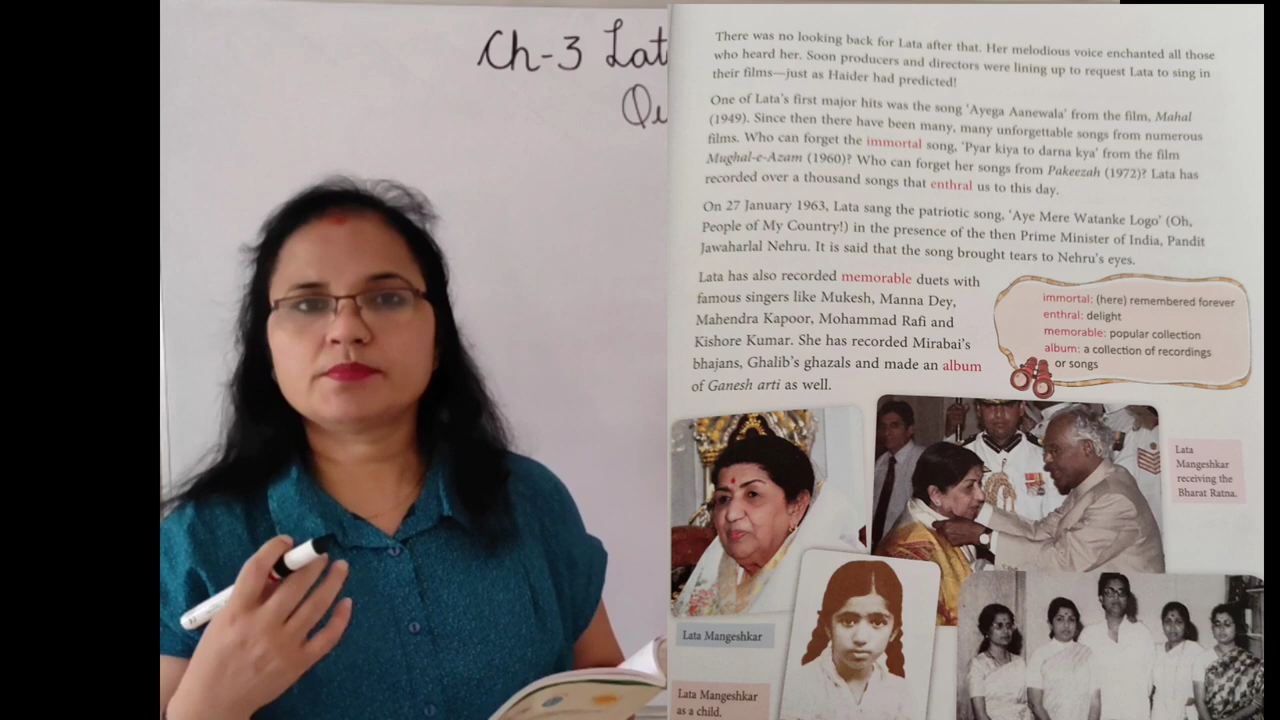 Ch-3 Lat
Qu
There was no looking back for Lata after that. Her melodious voice enchanted all those
who heard her. Soon producers and directors were lining up to request Lata to sing in
their films—just as Haider had predicted!
One of Lata's first major hits was the song 'Ayega Aanewala' from the film, Mahal
(1949). Since then there have been many, many unforgettable songs from numerous
films. Who can forget the immortal song, 'Pyar kiya to darna kya' from the film
Mughal-e-Azam (1960)? Who can forget her songs from Pakeezah (1972)? Lata has
recorded over a thousand songs that enthral us to this day.
On 27 January 1963, Lata sang the patriotic song, 'Aye Mere Watanke Logo' (Oh,
People of My Country!) in the presence of the then Prime Minister of India, Pandit
Jawaharlal Nehru. It is said that the song brought tears to Nehru's eyes.
Lata has also recorded memorable duets with
famous singers like Mukesh, Manna Dey,
Mahendra Kapoor, Mohammad Rafi and
Kishore Kumar. She has recorded Mirabai's
bhajans, Ghalib's ghazals and made an album
of Ganesh arti as well.
immortal: (here) remembered forever
enthral: delight
memorable: popular collection
album: a collection of recordings
or songs
Lata
Mangeshkar
receiving the
Bharat Ratna.
Lata Mangeshkar
Lata Mangeshkar
as a child.